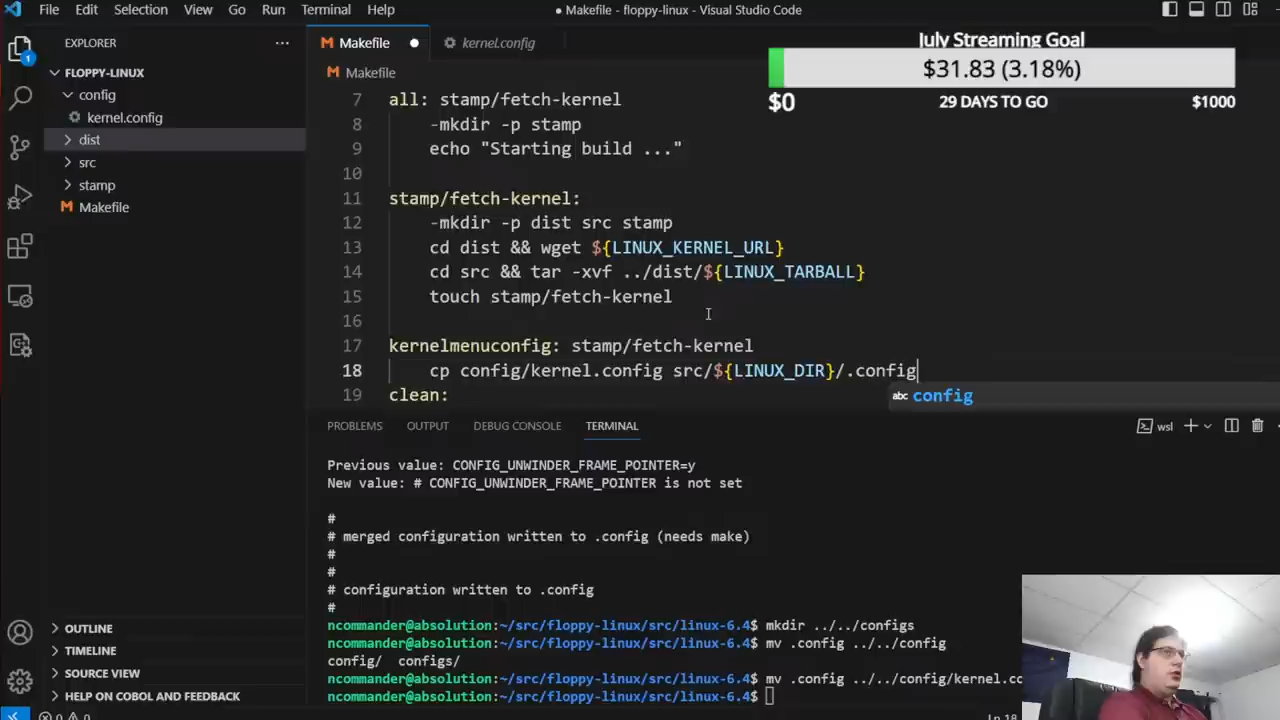 File Edit Selection View Go Run Terminal Help
● Makefile - floppy-linux - Visual Studio Code
July Streaming Goal
$31.83 (3.18%)
$0 29 DAYS TO GO $1000
EXPLORER
FLOPPY-LINUX
config
kernel.config
dist
src
stamp
Makefile
OUTLINE
TIMELINE
SOURCE VIEW
HELP ON COBOL AND FEEDBACK
1
Makefile ●
kernel.config
Makefile
7 all: stamp/fetch-kernel
8 -mkdir -p stamp
9 echo "Starting build ..."
10
11 stamp/fetch-kernel:
12 -mkdir -p dist src stamp
13 cd dist && wget ${LINUX_KERNEL_URL}
14 cd src && tar -xvf ../dist/${LINUX_TARBALL}
15 touch stamp/fetch-kernel
16
17 kernelmenuconfig: stamp/fetch-kernel
18 cp config/kernel.config src/${LINUX_DIR}/.config
19 clean:
abc config
PROBLEMS OUTPUT DEBUG CONSOLE TERMINAL
wsl
Previous value: CONFIG_UNWINDER_FRAME_POINTER=y
New value: # CONFIG_UNWINDER_FRAME_POINTER is not set
#
# merged configuration written to .config (needs make)
#
#
# configuration written to .config
#
ncommander@absolution:~/src/floppy-linux/src/linux-6.4$ mkdir ../../configs
ncommander@absolution:~/src/floppy-linux/src/linux-6.4$ mv .config ../../config
config/ configs/
ncommander@absolution:~/src/floppy-linux/src/linux-6.4$ mv .config ../../config/kernel.co
ncommander@absolution:~/src/floppy-linux/src/linux-6.4$
0 0